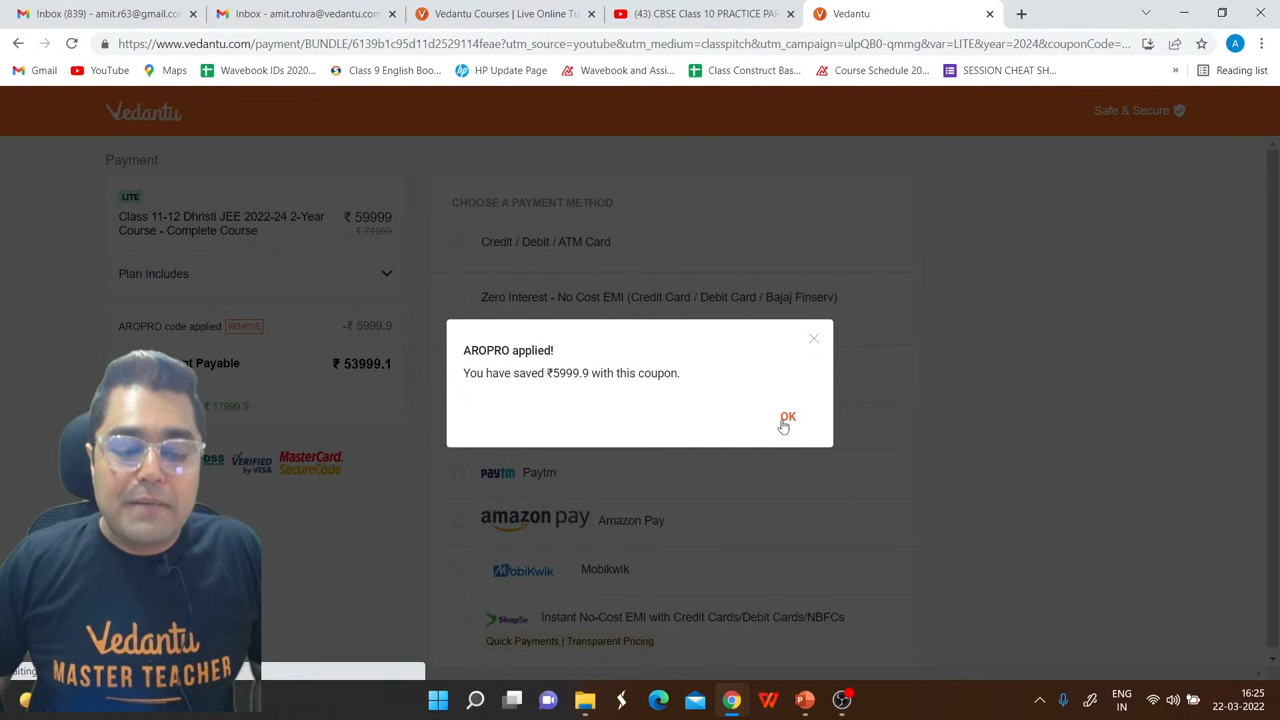 Inbox (839) - amit.r63@gmail.co
Inbox - amit.rohra@vedantu.com
Vedantu Courses | Live Online Tu
(43) CBSE Class 10 PRACTICE PAP
Vedantu
https://www.vedantu.com/payment/BUNDLE/6139b1c95d11d2529114feae?utm_source=youtube&utm_medium=classpitch&utm_campaign=ulpQB0-qmmg&var=LITE&year=2024&couponCode=...
A
Gmail
YouTube
Maps
Wavebook IDs 2020...
Class 9 English Boo...
HP Update Page
Wavebook and Assi...
Class Construct Bas...
Course Schedule 20...
SESSION CHEAT SH...
»
Reading list
Vedantu
Safe & Secure
Payment
LITE
Class 11-12 Dhristi JEE 2022-24 2-Year
Course - Complete Course
₹ 59999
₹ 74999
Plan Includes
AROPRO code applied REMOVE -₹ 5999.9
Payable ₹ 53999.1
₹ 17999.9
DSS
VERIFIED by VISA
MasterCard. SecureCode
CHOOSE A PAYMENT METHOD
Credit / Debit / ATM Card
Zero Interest - No Cost EMI (Credit Card / Debit Card / Bajaj Finserv)
AROPRO applied!
You have saved ₹5999.9 with this coupon.
OK
paytm Paytm
amazon pay Amazon Pay
MobiKwik Mobikwik
ShopSe Instant No-Cost EMI with Credit Cards/Debit Cards/NBFCs
Quick Payments | Transparent Pricing
Vedantu
MASTER TEACHER
ENG
IN
16:25
22-03-2022